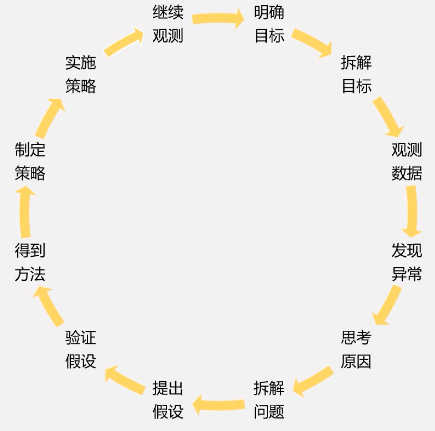 明确
目标
拆解
目标
观测
数据
发现
异常
思考
原因
拆解
问题
提出
假设
验证
假设
得到
方法
制定
策略
实施
策略
继续
观测